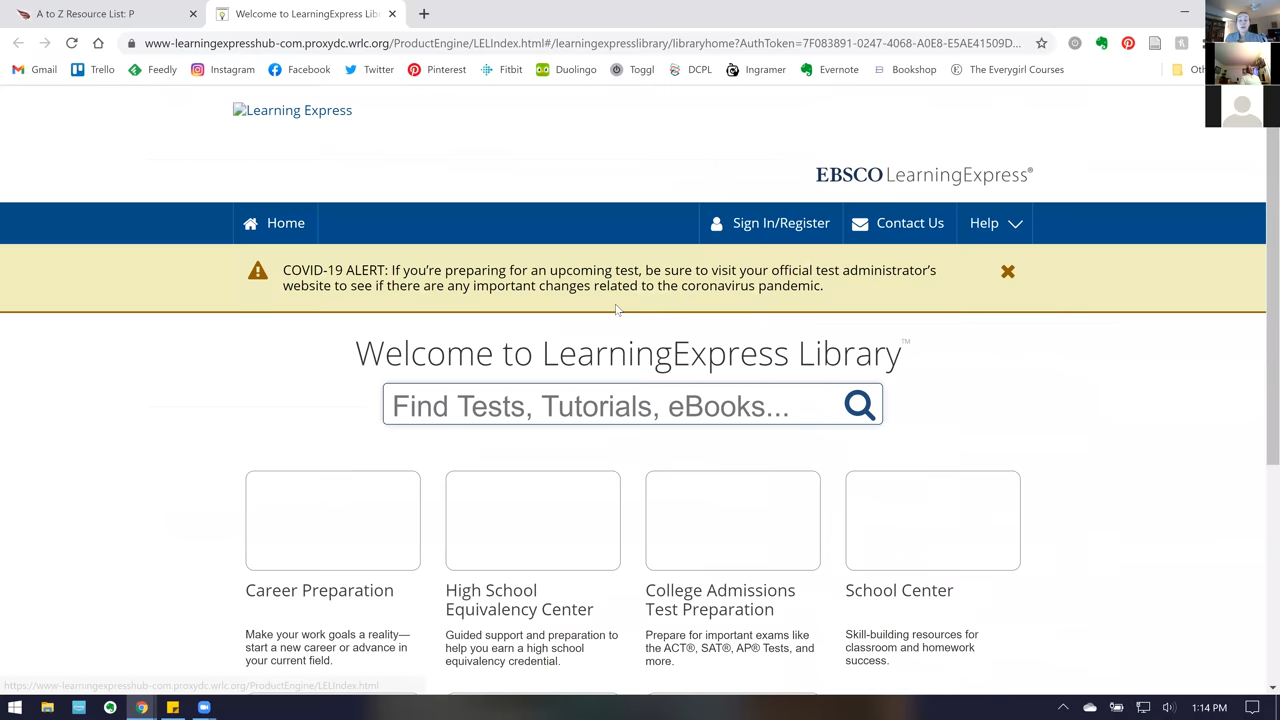 A to Z Resource List: P
Welcome to LearningExpress Lib
www-learningexpresshub-com.proxydc.wrlc.org/ProductEngine/LELIndex.html#/learningexpresslibrary/libraryhome?AuthToken=7F083891-0247-4068-A0E8-E5AE41509D...
Gmail Trello Feedly Instagram Facebook Twitter Pinterest Fitbit Duolingo Toggl DCPL Ingramer Evernote Bookshop The Everygirl Courses
Learning Express
EBSCO LearningExpress®
Home Sign In/Register Contact Us Help
COVID-19 ALERT: If you're preparing for an upcoming test, be sure to visit your official test administrator's
website to see if there are any important changes related to the coronavirus pandemic.
Welcome to LearningExpress Library™
Find Tests, Tutorials, eBooks...
Career Preparation
Make your work goals a reality—
start a new career or advance in
your current field.
High School
Equivalency Center
Guided support and preparation to
help you earn a high school
equivalency credential.
College Admissions
Test Preparation
Prepare for important exams like
the ACT®, SAT®, AP® Tests, and
more.
School Center
Skill-building resources for
classroom and homework
success.
https://www-learningexpresshub-com.proxydc.wrlc.org/ProductEngine/LELIndex.html
1:14 PM